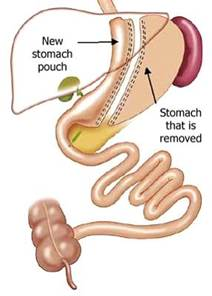 New
stomach
pouch
Stomach
that is
removed